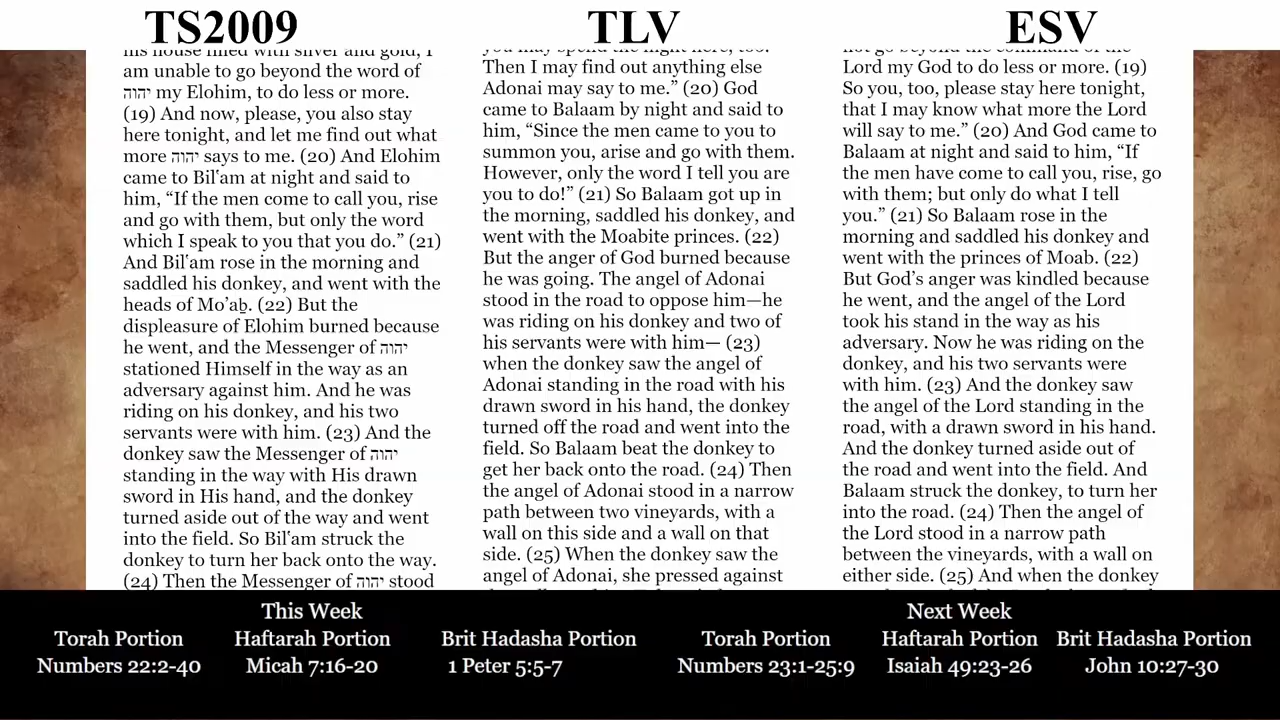 TS2009
his house filled with silver and gold, I
am unable to go beyond the word of
יהוה my Elohim, to do less or more.
(19) And now, please, you also stay
here tonight, and let me find out what
more יהוה says to me. (20) And Elohim
came to Bil‛am at night and said to
him, “If the men come to call you, rise
and go with them, but only the word
which I speak to you that you do.” (21)
And Bil‛am rose in the morning and
saddled his donkey, and went with the
heads of Mo’aḇ. (22) But the
displeasure of Elohim burned because
he went, and the Messenger of יהוה
stationed Himself in the way as an
adversary against him. And he was
riding on his donkey, and his two
servants were with him. (23) And the
donkey saw the Messenger of יהוה
standing in the way with His drawn
sword in His hand, and the donkey
turned aside out of the way and went
into the field. So Bil‛am struck the
donkey to turn her back onto the way.
(24) Then the Messenger of יהוה stood
TLV
you may spend the night here, too.
Then I may find out anything else
Adonai may say to me.” (20) God
came to Balaam by night and said to
him, “Since the men came to you to
summon you, arise and go with them.
However, only the word I tell you are
you to do!” (21) So Balaam got up in
the morning, saddled his donkey, and
went with the Moabite princes. (22)
But the anger of God burned because
he was going. The angel of Adonai
stood in the road to oppose him—he
was riding on his donkey and two of
his servants were with him— (23)
when the donkey saw the angel of
Adonai standing in the road with his
drawn sword in his hand, the donkey
turned off the road and went into the
field. So Balaam beat the donkey to
get her back onto the road. (24) Then
the angel of Adonai stood in a narrow
path between two vineyards, with a
wall on this side and a wall on that
side. (25) When the donkey saw the
angel of Adonai, she pressed against
ESV
not go beyond the command of the
Lord my God to do less or more. (19)
So you, too, please stay here tonight,
that I may know what more the Lord
will say to me.” (20) And God came to
Balaam at night and said to him, “If
the men have come to call you, rise, go
with them; but only do what I tell
you.” (21) So Balaam rose in the
morning and saddled his donkey and
went with the princes of Moab. (22)
But God’s anger was kindled because
he went, and the angel of the Lord
took his stand in the way as his
adversary. Now he was riding on the
donkey, and his two servants were
with him. (23) And the donkey saw
the angel of the Lord standing in the
road, with a drawn sword in his hand.
And the donkey turned aside out of
the road and went into the field. And
Balaam struck the donkey, to turn her
into the road. (24) Then the angel of
the Lord stood in a narrow path
between the vineyards, with a wall on
either side. (25) And when the donkey
This Week
Torah Portion Haftarah Portion Brit Hadasha Portion
Numbers 22:2-40 Micah 7:16-20 1 Peter 5:5-7
Next Week
Torah Portion Haftarah Portion Brit Hadasha Portion
Numbers 23:1-25:9 Isaiah 49:23-26 John 10:27-30